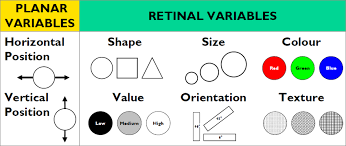 PLANAR VARIABLES
RETINAL VARIABLES
Horizontal Position
Shape
Size
Colour
Red
Green
Blue
Vertical Position
Value
Orientation
Texture
Low
Medium
High